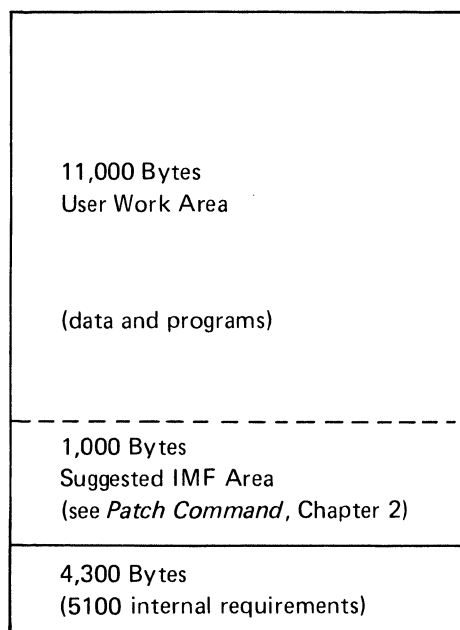 11,000 Bytes
User Work Area
(data and programs)
1,000 Bytes
Suggested IMF Area
(see Patch Command, Chapter 2)
4,300 Bytes
(5100 internal requirements)